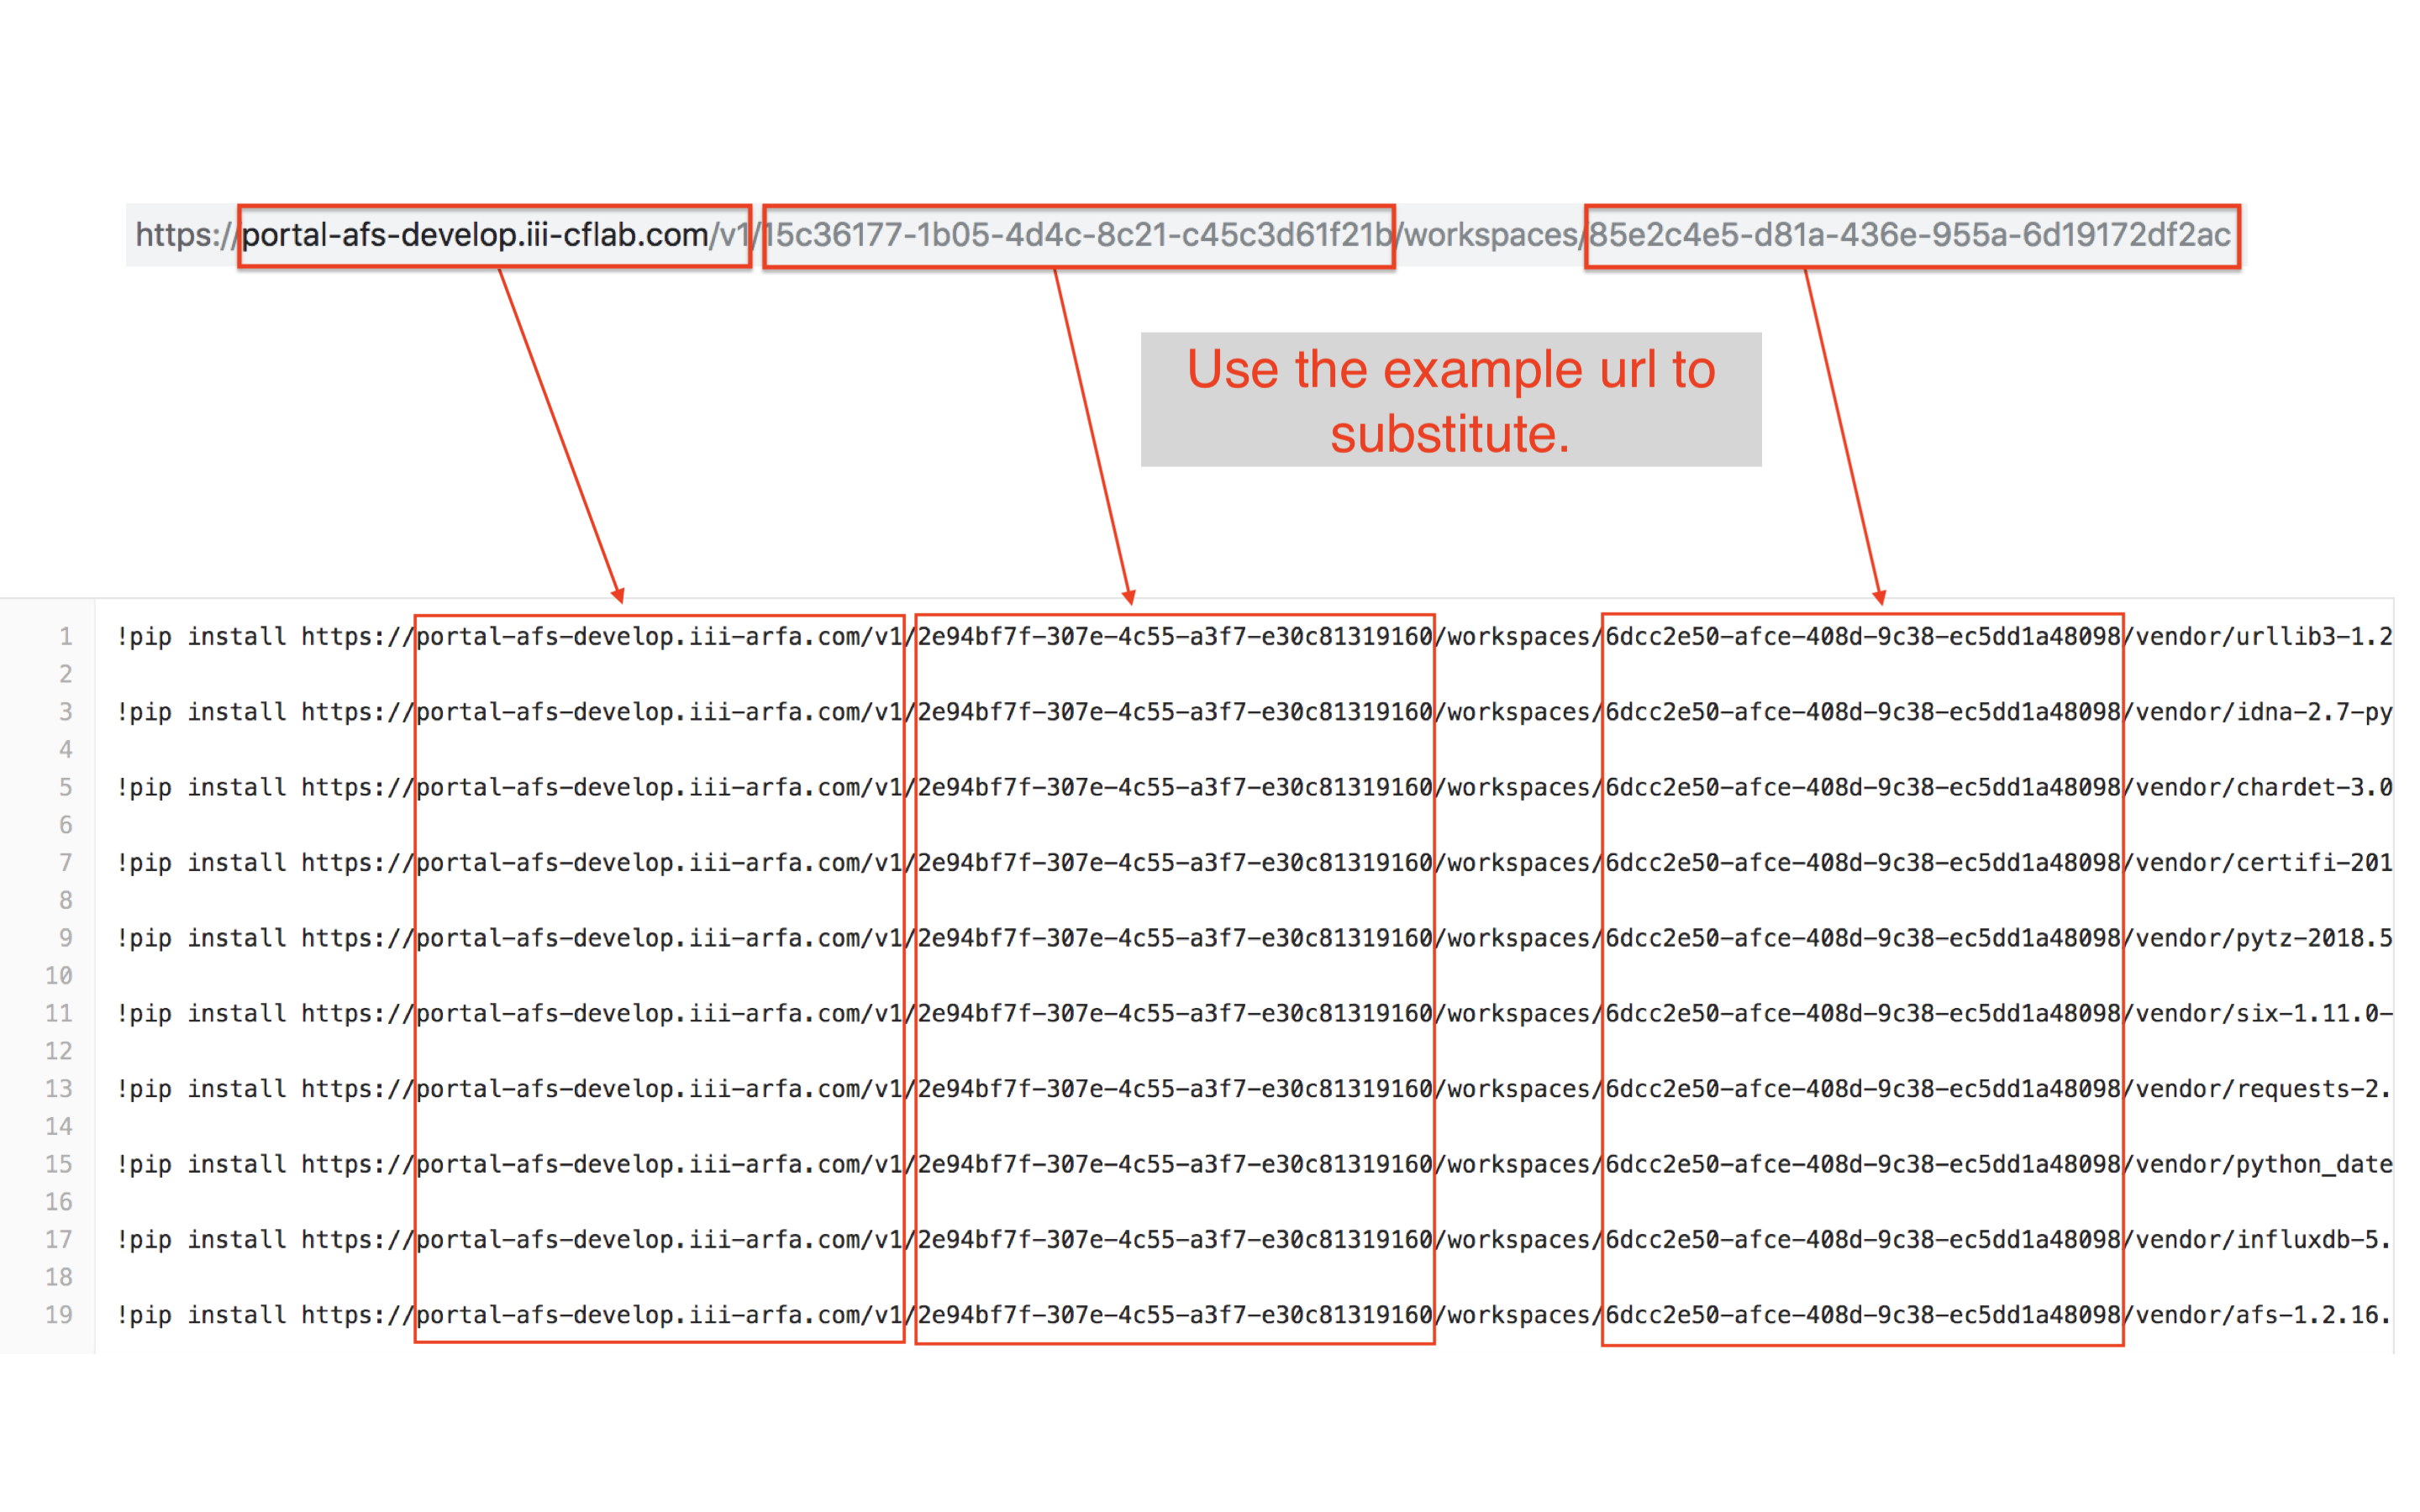 https://portal-afs-develop.iii-cflab.com/v1/15c36177-1b05-4d4c-8c21-c45c3d61f21b/workspaces/85e2c4e5-d81a-436e-955a-6d19172df2ac
Use the example url to
substitute.
1 !pip install https://portal-afs-develop.iii-arfa.com/v1/2e94bf7f-307e-4c55-a3f7-e30c81319160/workspaces/6dcc2e50-afce-408d-9c38-ec5dd1a48098/vendor/urllib3-1.2
2
3 !pip install https://portal-afs-develop.iii-arfa.com/v1/2e94bf7f-307e-4c55-a3f7-e30c81319160/workspaces/6dcc2e50-afce-408d-9c38-ec5dd1a48098/vendor/idna-2.7-py
4
5 !pip install https://portal-afs-develop.iii-arfa.com/v1/2e94bf7f-307e-4c55-a3f7-e30c81319160/workspaces/6dcc2e50-afce-408d-9c38-ec5dd1a48098/vendor/chardet-3.0
6
7 !pip install https://portal-afs-develop.iii-arfa.com/v1/2e94bf7f-307e-4c55-a3f7-e30c81319160/workspaces/6dcc2e50-afce-408d-9c38-ec5dd1a48098/vendor/certifi-201
8
9 !pip install https://portal-afs-develop.iii-arfa.com/v1/2e94bf7f-307e-4c55-a3f7-e30c81319160/workspaces/6dcc2e50-afce-408d-9c38-ec5dd1a48098/vendor/pytz-2018.5
10
11 !pip install https://portal-afs-develop.iii-arfa.com/v1/2e94bf7f-307e-4c55-a3f7-e30c81319160/workspaces/6dcc2e50-afce-408d-9c38-ec5dd1a48098/vendor/six-1.11.0-
12
13 !pip install https://portal-afs-develop.iii-arfa.com/v1/2e94bf7f-307e-4c55-a3f7-e30c81319160/workspaces/6dcc2e50-afce-408d-9c38-ec5dd1a48098/vendor/requests-2.
14
15 !pip install https://portal-afs-develop.iii-arfa.com/v1/2e94bf7f-307e-4c55-a3f7-e30c81319160/workspaces/6dcc2e50-afce-408d-9c38-ec5dd1a48098/vendor/python_date
16
17 !pip install https://portal-afs-develop.iii-arfa.com/v1/2e94bf7f-307e-4c55-a3f7-e30c81319160/workspaces/6dcc2e50-afce-408d-9c38-ec5dd1a48098/vendor/influxdb-5.
18
19 !pip install https://portal-afs-develop.iii-arfa.com/v1/2e94bf7f-307e-4c55-a3f7-e30c81319160/workspaces/6dcc2e50-afce-408d-9c38-ec5dd1a48098/vendor/afs-1.2.16.